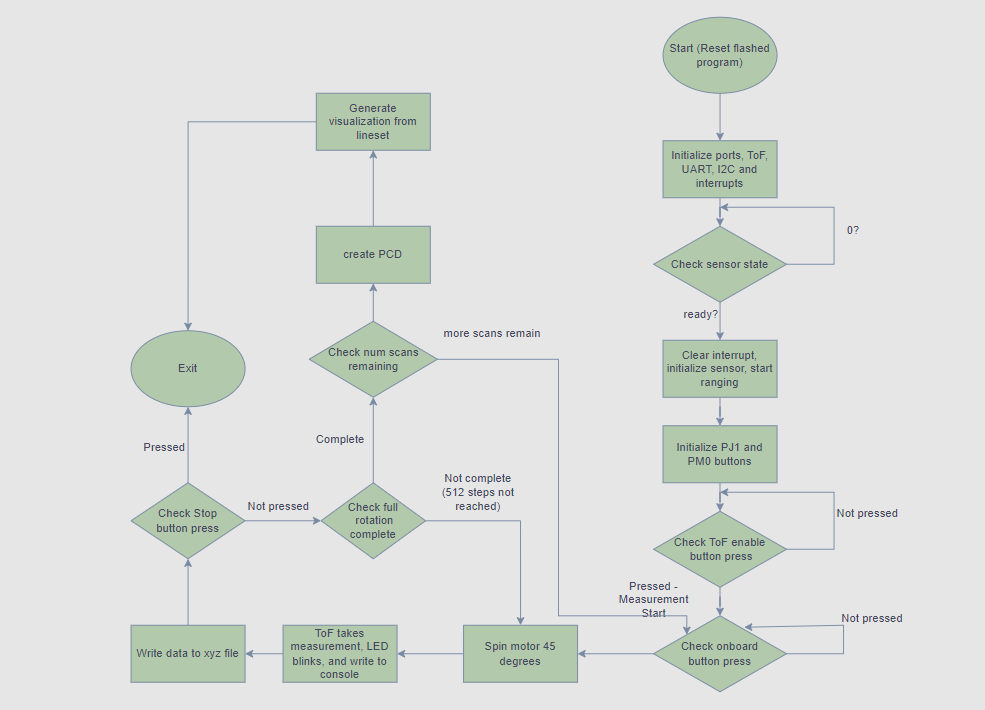 Start (Reset flashed
program)
Initialize ports, ToF,
UART, I2C and
interrupts
0?
Check sensor state
ready?
Clear interrupt,
initialize sensor, start
ranging
Initialize PJ1 and
PM0 buttons
Not pressed
Check ToF enable
button press
Pressed -
Measurement
Start
Not pressed
Check onboard
button press
Spin motor 45
degrees
ToF takes
measurement, LED
blinks, and write to
console
Write data to xyz file
Check Stop
button press
Pressed
Not pressed
Exit
Check full
rotation
complete
Not complete
(512 steps not
reached)
Complete
Check num scans
remaining
more scans remain
create PCD
Generate
visualization from
lineset